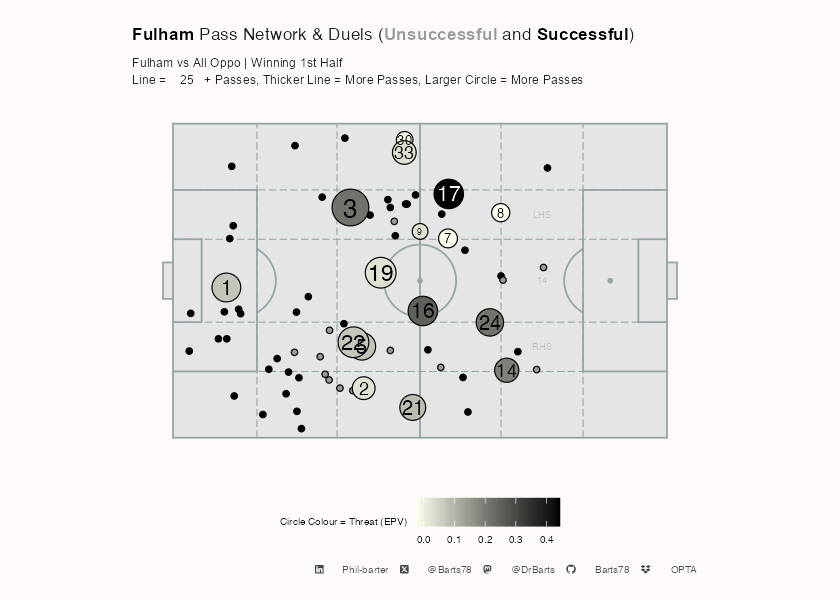 Fulham Pass Network & Duels (Unsuccessful and Successful)
Fulham vs All Oppo | Winning 1st Half
Line = 25 + Passes, Thicker Line = More Passes, Larger Circle = More Passes
30
33
17
3
8
LHS
9
7
19
14
1
16
24
22
5
RHS
14
2
21
Circle Colour = Threat (EPV)
0.0 0.1 0.2 0.3 0.4
Phil-barter @Barts78 @DrBarts Barts78 OPTA